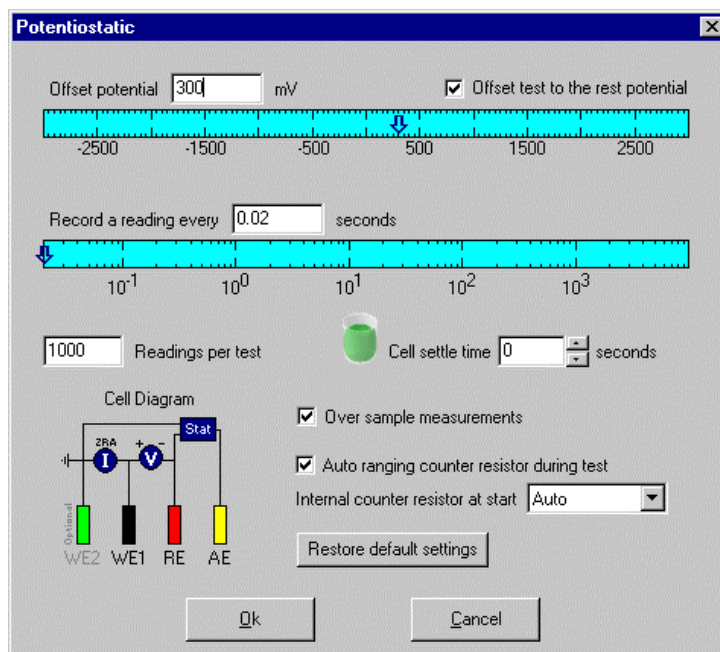 Potentiostatic
Offset potential 300 mV Offset test to the rest potential
-2500 -1500 -500 500 1500 2500
Record a reading every 0.02 seconds
10-1 100 101 102 103
1000 Readings per test Cell settle time 0 seconds
Cell Diagram
Stat
ZRA + -
I V
Optional
WE2 WE1 RE AE
Over sample measurements
Auto ranging counter resistor during test
Internal counter resistor at start Auto
Restore default settings
Ok Cancel